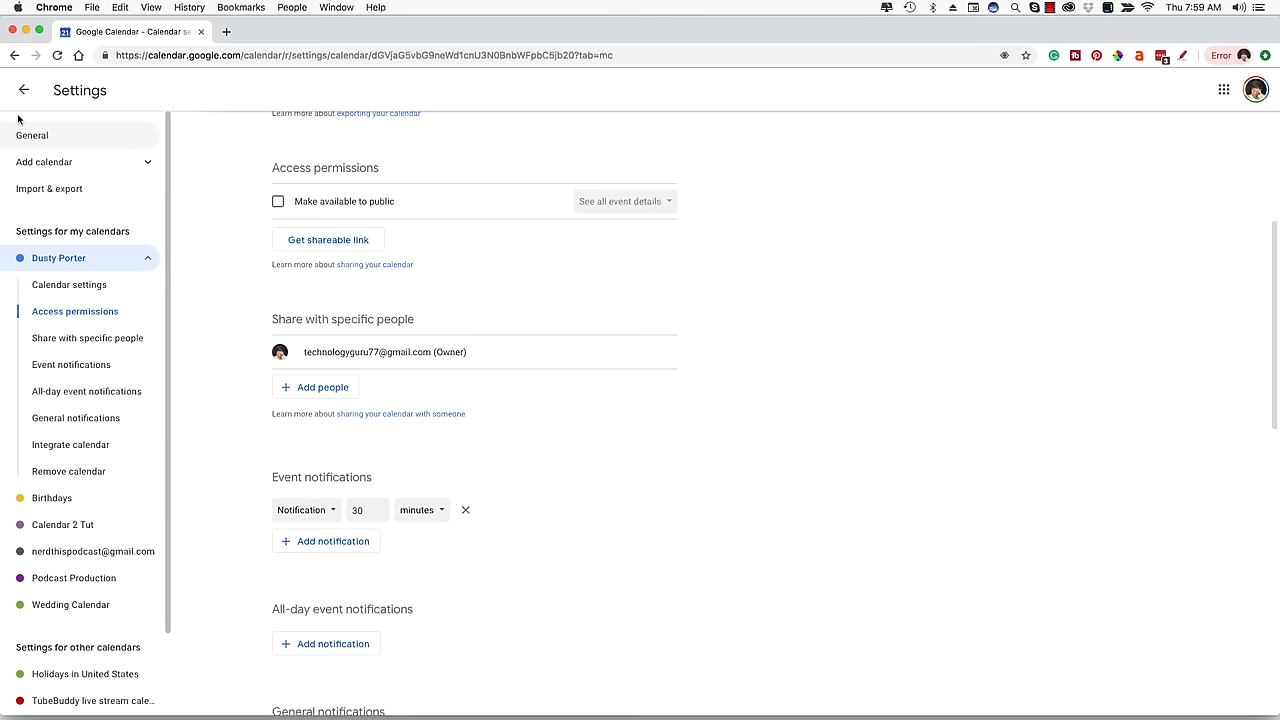 Chrome File Edit View History Bookmarks People Window Help Thu 7:59 AM
21 Google Calendar - Calendar se
https://calendar.google.com/calendar/r/settings/calendar/dGVjaG5vbG9neWd1cnU3N0BnbWFpbC5jb20?tab=mc Error
Settings
General
Add calendar
Import & export
Settings for my calendars
Dusty Porter
Calendar settings
Access permissions
Share with specific people
Event notifications
All-day event notifications
General notifications
Integrate calendar
Remove calendar
Birthdays
Calendar 2 Tut
nerdthispodcast@gmail.com
Podcast Production
Wedding Calendar
Settings for other calendars
Holidays in United States
TubeBuddy live stream cale...
Learn more about exporting your calendar
Access permissions
Make available to public See all event details
Get shareable link
Learn more about sharing your calendar
Share with specific people
technologyguru77@gmail.com (Owner)
+ Add people
Learn more about sharing your calendar with someone
Event notifications
Notification 30 minutes
+ Add notification
All-day event notifications
+ Add notification
General notifications